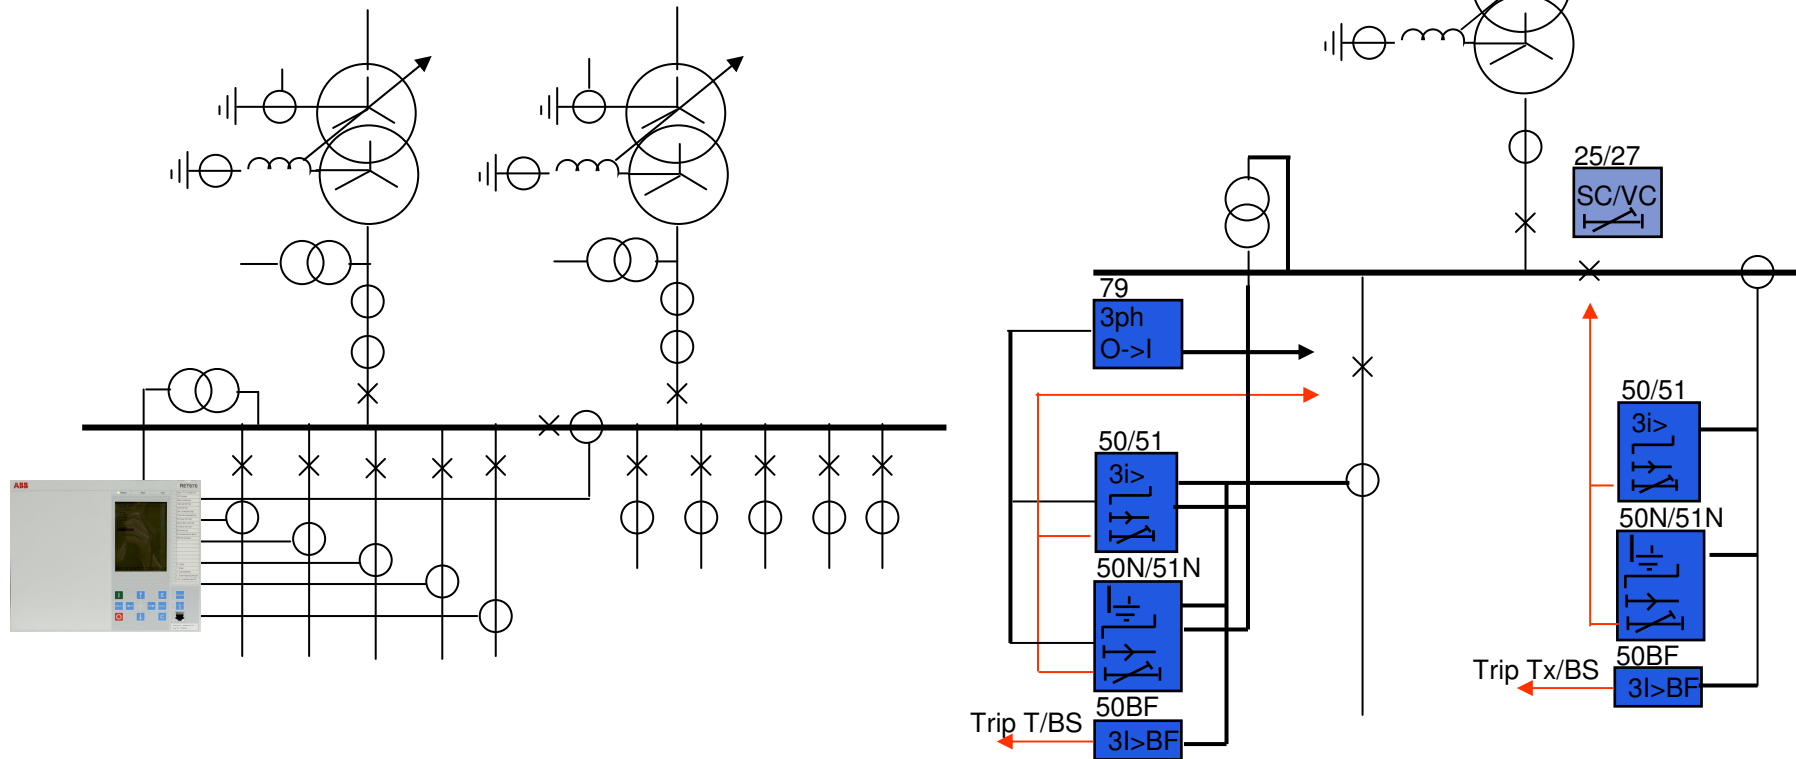 ABB
RET670
25/27
SC/VC
79
3ph
O->I
50/51
3i>
50N/51N
50BF
3I>BF
Trip T/BS
50/51
3i>
50N/51N
50BF
3I>BF
Trip Tx/BS